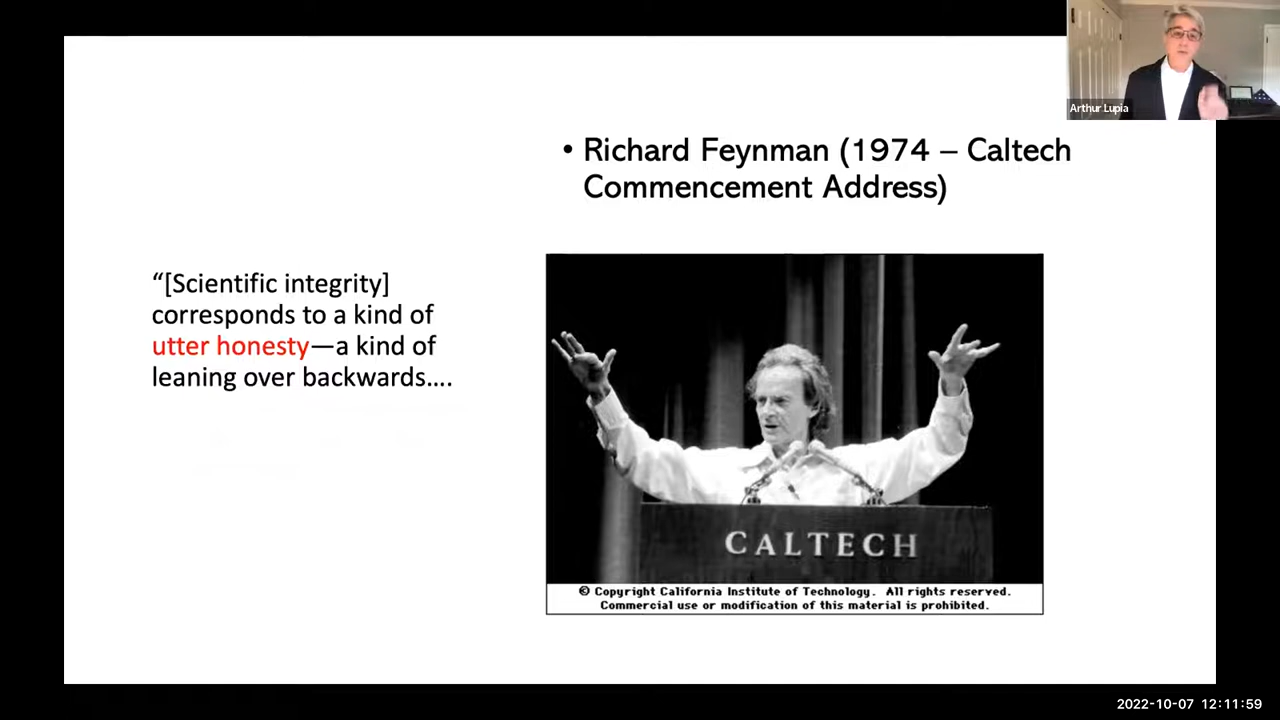 Arthur Lupia
• Richard Feynman (1974 – Caltech
Commencement Address)
“[Scientific integrity]
corresponds to a kind of
utter honesty—a kind of
leaning over backwards….
CALTECH
© Copyright California Institute of Technology. All rights reserved.
Commercial use or modification of this material is prohibited.
2022-10-07 12:11:59